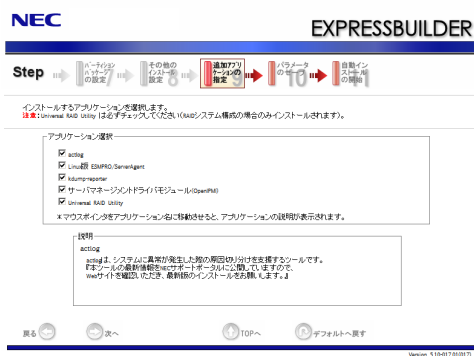 NEC
EXPRESSBUILDER
Step
パーティション
パッケージ
の設定
7
その他の
インストール
設定
8
追加アプリ
ケーションの
指定
9
パラメータ
のセーブ
10
自動イン
ストール
の開始
11
インストールするアプリケーションを選択します。
注意:Universal RAID Utility は必ずチェックしてください(RAIDシステム構成の場合のみインストールされます)。
アプリケーション選択
actlog
Linux版 ESMPRO/ServerAgent
kdump-reporter
サーバマネージメントドライバモジュール(OpenIPMI)
Universal RAID Utility
*マウスポインタをアプリケーション名に移動させると、アプリケーションの説明が表示されます。
説明
actlog
actlogは、システムに異常が発生した際の原因切り分けを支援するツールです。
『本ツールの最新情報をNECサポートポータルに公開していますので、
Webサイトを確認いただき、最新版のインストールをお願いします。』
戻る
次へ
TOPへ
デフォルトへ戻す
Version 5.10-017.01(017)